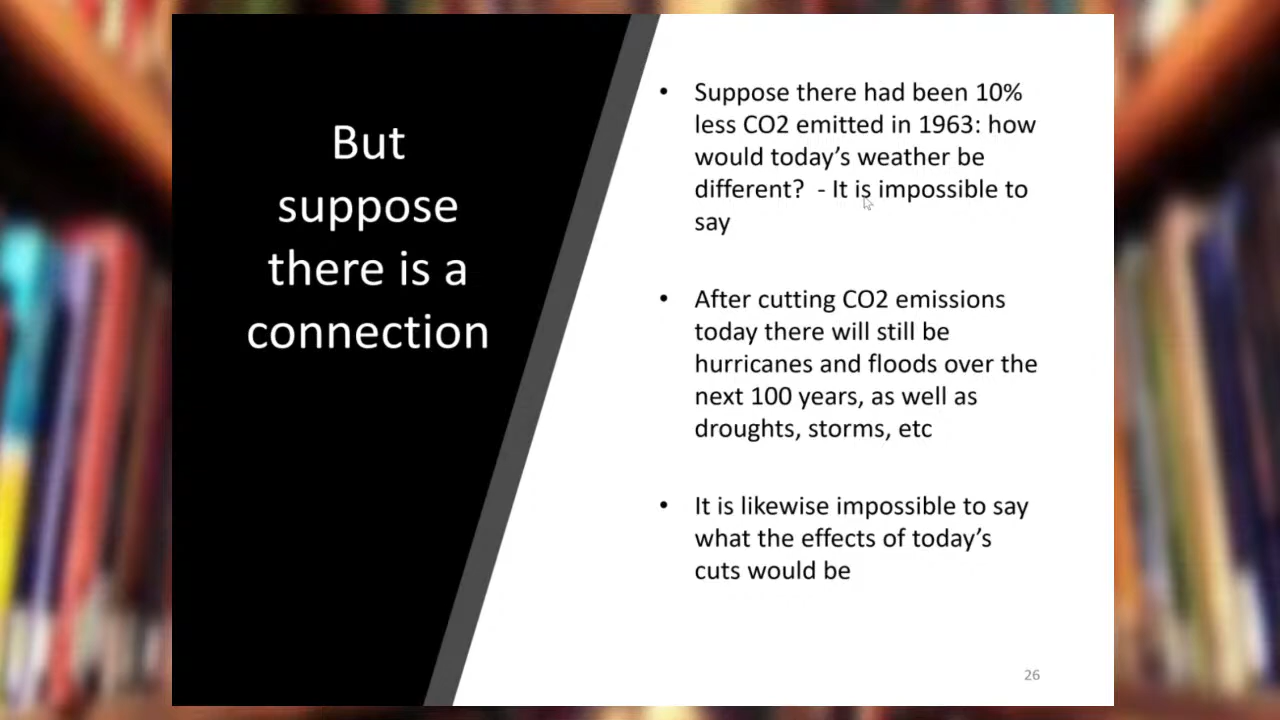 But
suppose
there is a
connection
• Suppose there had been 10%
less CO2 emitted in 1963: how
would today’s weather be
different?  - It is impossible to
say
• After cutting CO2 emissions
today there will still be
hurricanes and floods over the
next 100 years, as well as
droughts, storms, etc
• It is likewise impossible to say
what the effects of today’s
cuts would be
26